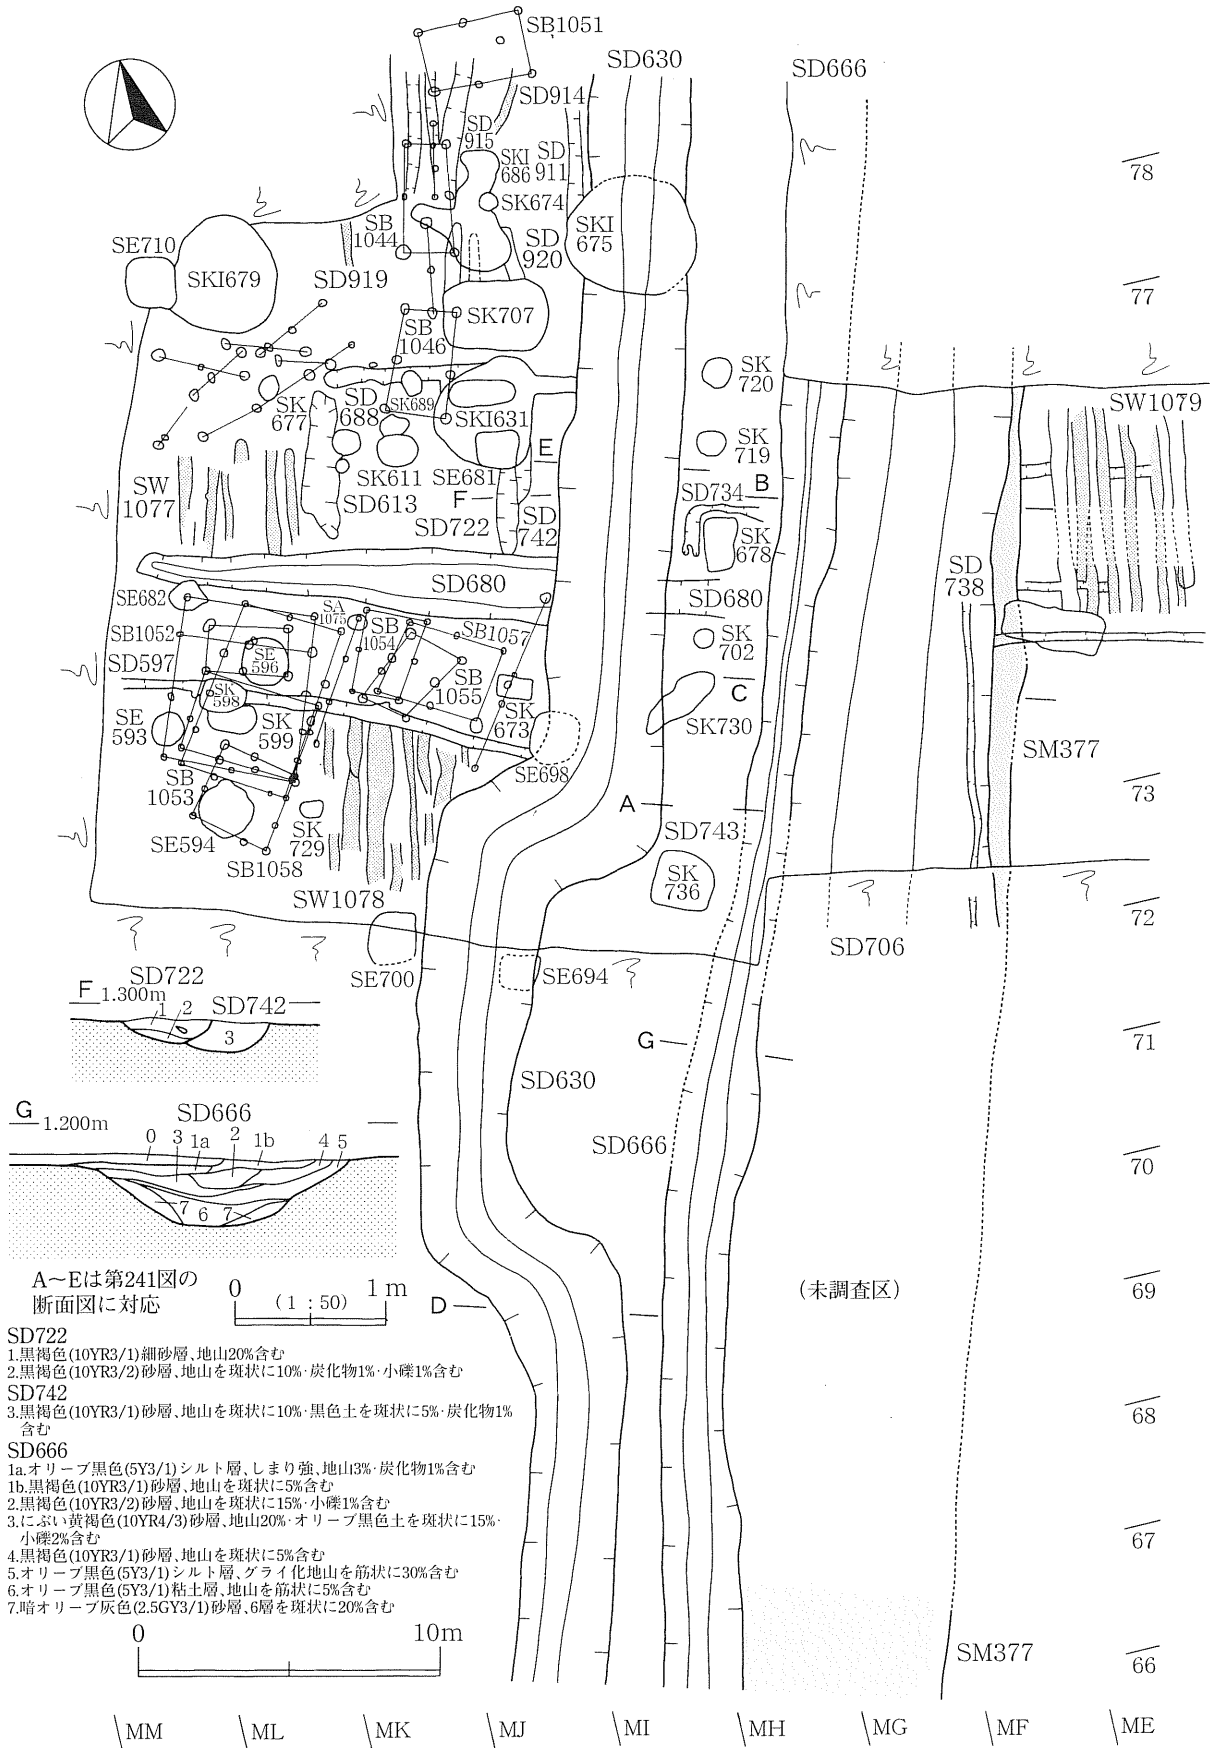 SB1051
SD630
SD666
SD914
SD
915
SKI
686
SD
911
78
SK674
SB
1044
SKI
675
SE710
SD
920
SKI679
SD919
77
SK707
SB
1046
SK
720
SW1079
SK
677
SD
688
SK689
SKI631
SK
719
E
SW
1077
SK611
SE681
B
F
SD734
SD613
SD722
SD
742
SK
678
SD
738
SD680
SD680
SE682
SA
1075
SB
1054
SB1057
SB1052
SK
702
SD597
SE
596
SB
1055
C
SK
598
SE
593
SK
599
SK
673
SK730
SM377
SE698
SB
1053
73
A
SE594
SK
729
SD743
SB1058
SK
736
SW1078
72
SD706
SE700
SE694
SD722
F 1.300m
SD742
1 2
3
G
71
SD630
G
1.200m
SD666
0 3 1a 2 1b 4 5
SD666
70
7 6 7
A～Eは第241図の
断面図に対応
0 1m
(1：50)
D
(未調査区)
69
SD722
1.黒褐色(10YR3/1)細砂層､地山20%含む
2.黒褐色(10YR3/2)砂層､地山を斑状に10%･炭化物1%･小礫1%含む
SD742
3.黒褐色(10YR3/1)砂層､地山を斑状に10%･黒色土を斑状に5%･炭化物1%
含む
68
SD666
1a.オリーブ黒色(5Y3/1)シルト層､しまり強､地山3%･炭化物1%含む
1b.黒褐色(10YR3/1)砂層､地山を斑状に5%含む
2.黒褐色(10YR3/2)砂層､地山を斑状に15%･小礫1%含む
3.にぶい黄褐色(10YR4/3)砂層､地山20%･オリーブ黒色土を斑状に15%･
小礫2%含む
67
4.黒褐色(10YR3/1)砂層､地山を斑状に5%含む
5.オリーブ黒色(5Y3/1)シルト層､グライ化地山を筋状に30%含む
6.オリーブ黒色(5Y3/1)粘土層､地山を筋状に5%含む
7.暗オリーブ灰色(2.5GY3/1)砂層､6層を斑状に20%含む
0 10m
SM377
66
MM ML MK MJ MI MH MG MF ME